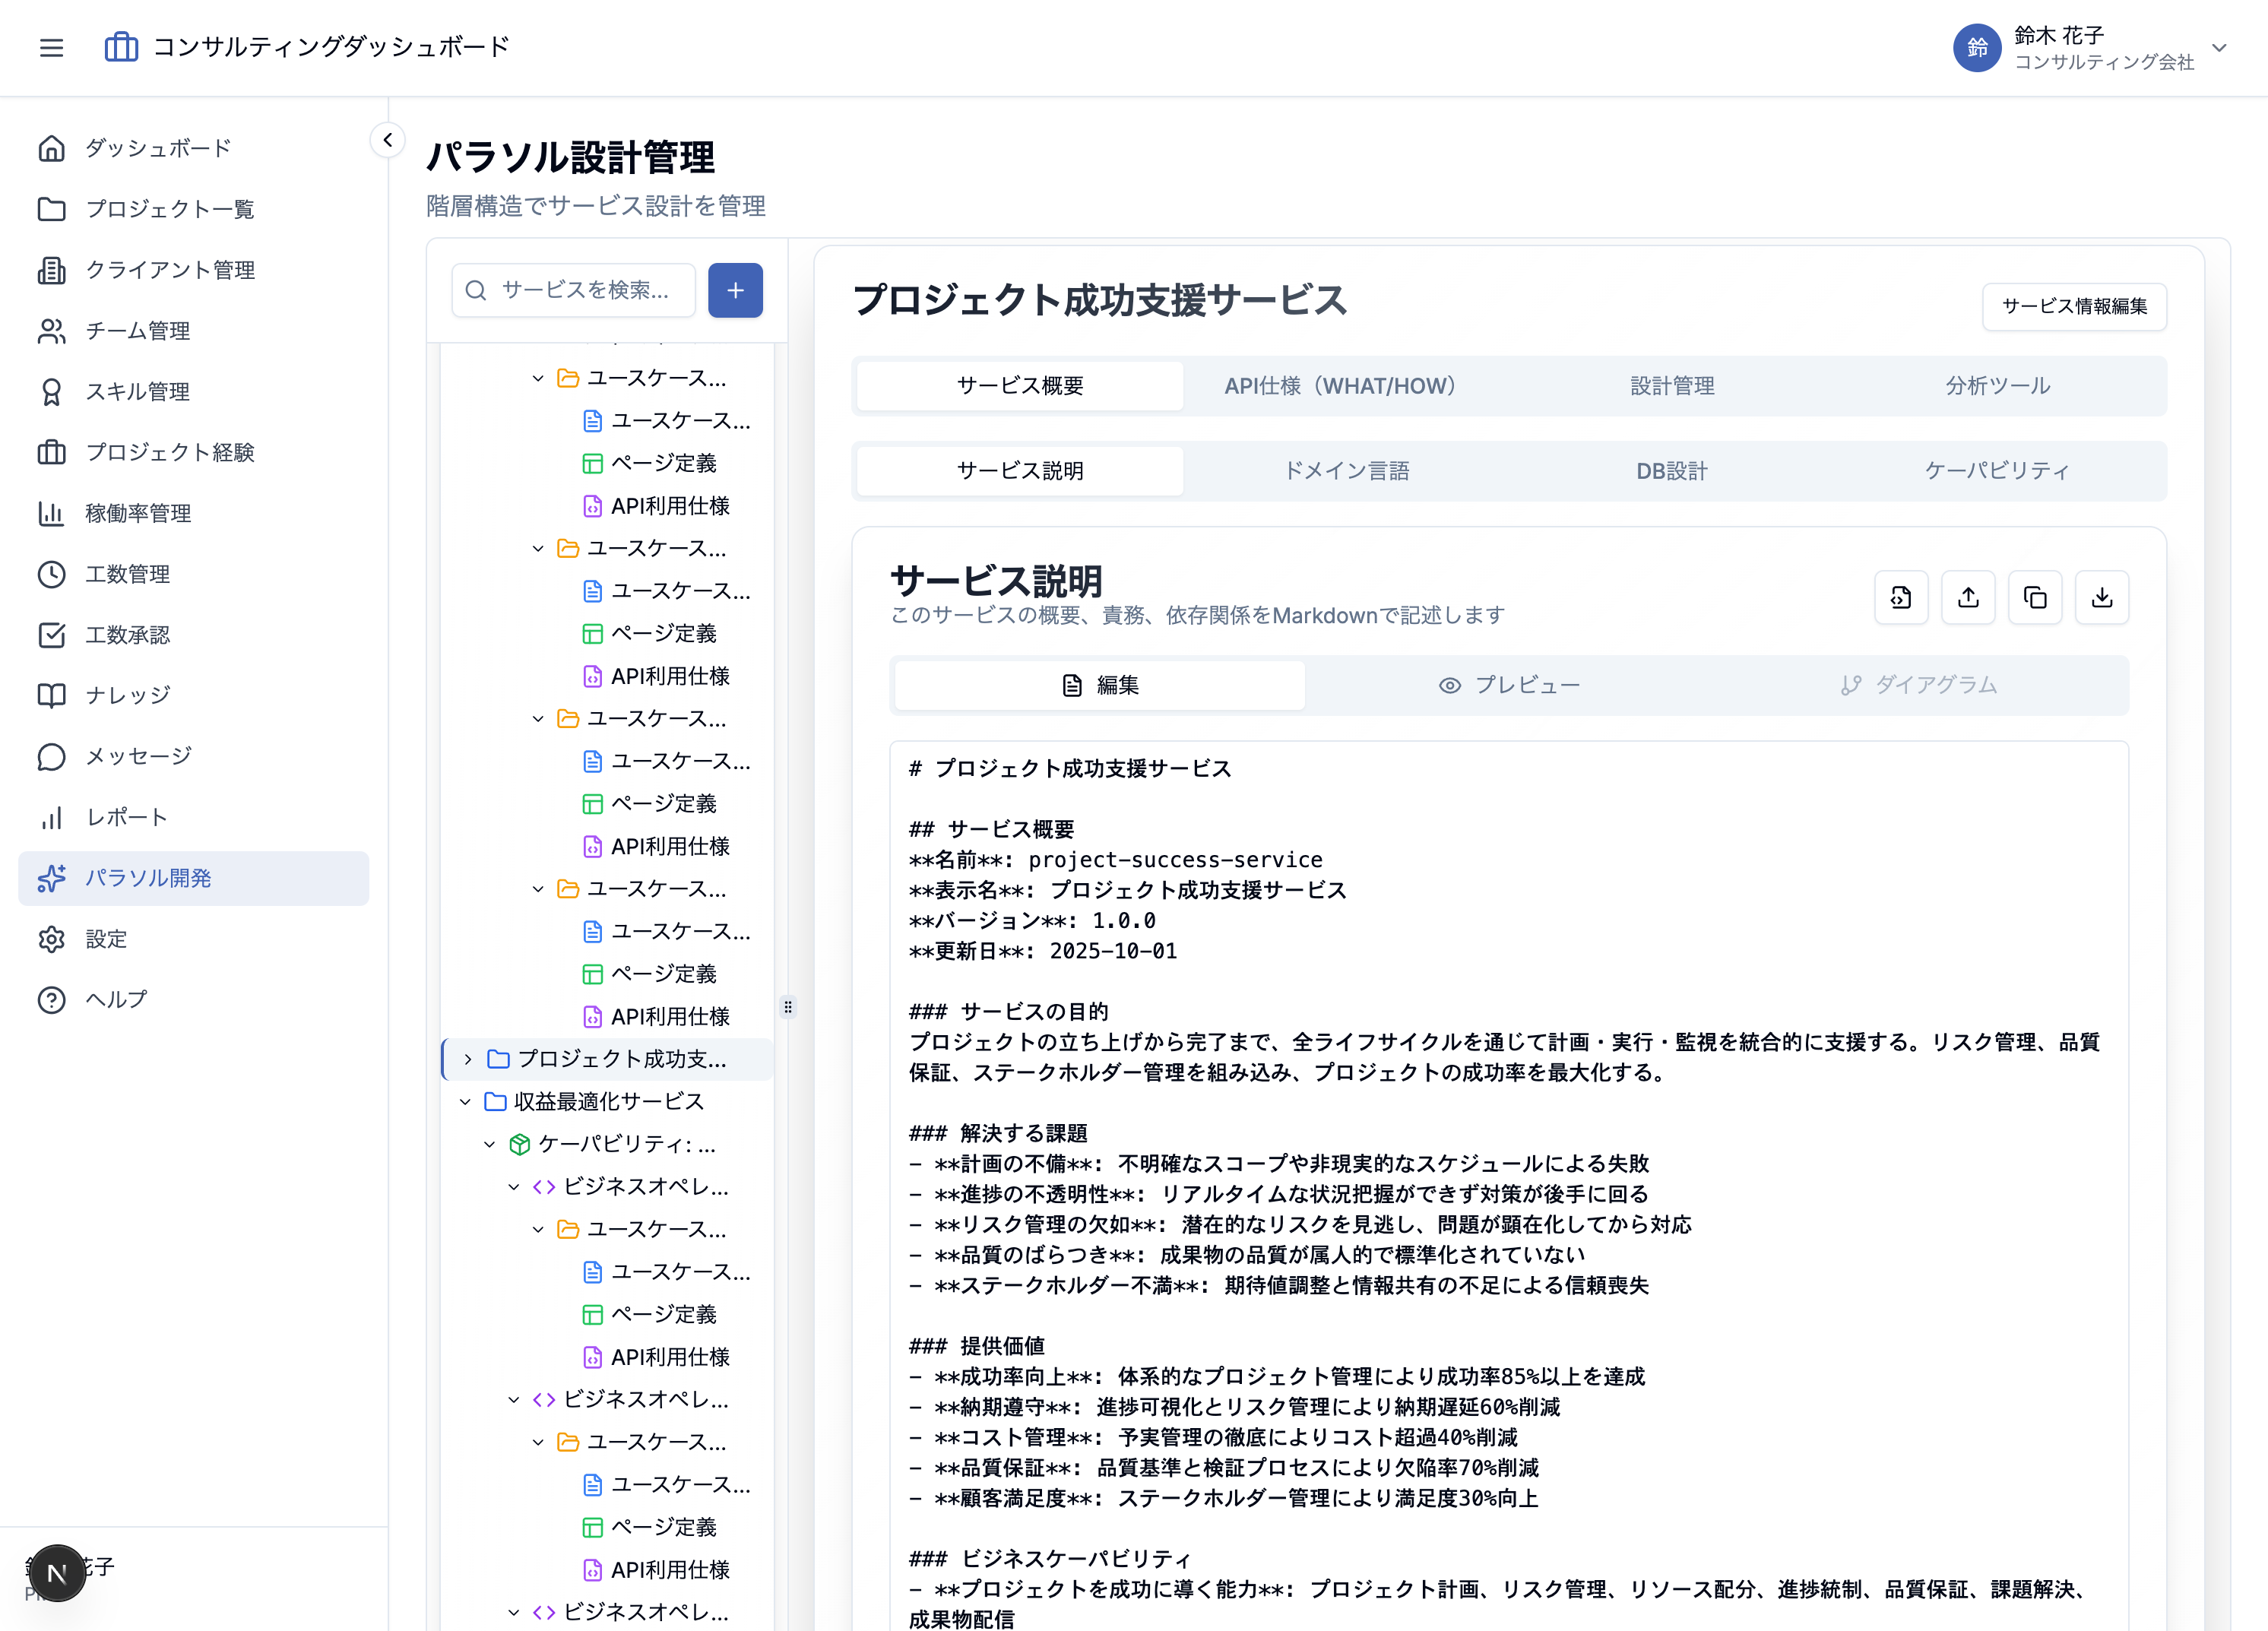 コンサルティングダッシュボード
鈴
鈴木 花子
コンサルティング会社
ダッシュボード
プロジェクト一覧
クライアント管理
チーム管理
スキル管理
プロジェクト経験
稼働率管理
工数管理
工数承認
ナレッジ
メッセージ
レポート
パラソル開発
設定
ヘルプ
花子
N
パラソル設計管理
階層構造でサービス設計を管理
サービスを検索...
ユースケース...
ユースケース...
ページ定義
API利用仕様
ユースケース...
ユースケース...
ページ定義
API利用仕様
ユースケース...
ユースケース...
ページ定義
API利用仕様
ユースケース...
ユースケース...
ページ定義
API利用仕様
プロジェクト成功支...
収益最適化サービス
ケーパビリティ: ...
ビジネスオペレ...
ユースケース...
ユースケース...
ページ定義
API利用仕様
ビジネスオペレ...
ユースケース...
ユースケース...
ページ定義
API利用仕様
ビジネスオペレ...
プロジェクト成功支援サービス
サービス情報編集
サービス概要
API仕様（WHAT/HOW）
設計管理
分析ツール
サービス説明
ドメイン言語
DB設計
ケーパビリティ
サービス説明
このサービスの概要、責務、依存関係をMarkdownで記述します
編集
プレビュー
ダイアグラム
# プロジェクト成功支援サービス
## サービス概要
**名前**: project-success-service
**表示名**: プロジェクト成功支援サービス
**バージョン**: 1.0.0
**更新日**: 2025-10-01
### サービスの目的
プロジェクトの立ち上げから完了まで、全ライフサイクルを通じて計画・実行・監視を統合的に支援する。リスク管理、品質
保証、ステークホルダー管理を組み込み、プロジェクトの成功率を最大化する。
### 解決する課題
- **計画の不備**: 不明確なスコープや非現実的なスケジュールによる失敗
- **進捗の不透明性**: リアルタイムな状況把握ができず対策が後手に回る
- **リスク管理の欠如**: 潜在的なリスクを見逃し、問題が顕在化してから対応
- **品質のばらつき**: 成果物の品質が属人的で標準化されていない
- **ステークホルダー不満**: 期待値調整と情報共有の不足による信頼喪失
### 提供価値
- **成功率向上**: 体系的なプロジェクト管理により成功率85%以上を達成
- **納期遵守**: 進捗可視化とリスク管理により納期遅延60%削減
- **コスト管理**: 予実管理の徹底によりコスト超過40%削減
- **品質保証**: 品質基準と検証プロセスにより欠陥率70%削減
- **顧客満足度**: ステークホルダー管理により満足度30%向上
### ビジネスケーパビリティ
- **プロジェクトを成功に導く能力**: プロジェクト計画、リスク管理、リソース配分、進捗統制、品質保証、課題解決、
成果物配信